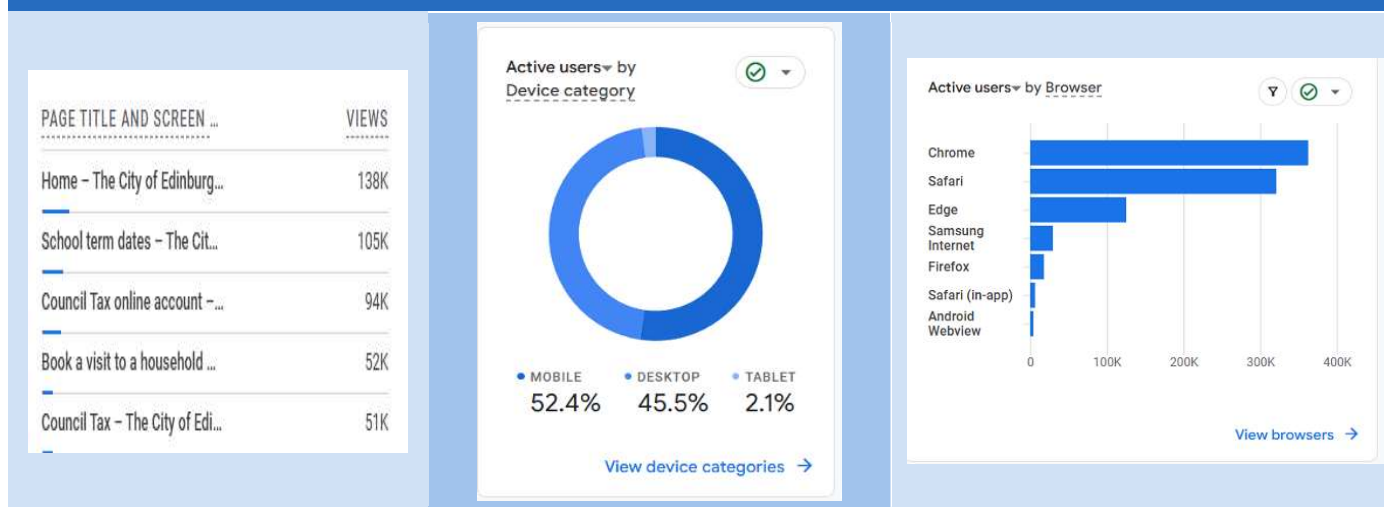 PAGE TITLE AND SCREEN ... VIEWS
Home – The City of Edinburg... 138K
School term dates – The Cit... 105K
Council Tax online account –... 94K
Book a visit to a household ... 52K
Council Tax – The City of Edi... 51K
Active users by
Device category
MOBILE DESKTOP TABLET
52.4% 45.5% 2.1%
View device categories →
Active users by Browser
Chrome
Safari
Edge
Samsung
Internet
Firefox
Safari (in-app)
Android
Webview
0 100K 200K 300K 400K
View browsers →